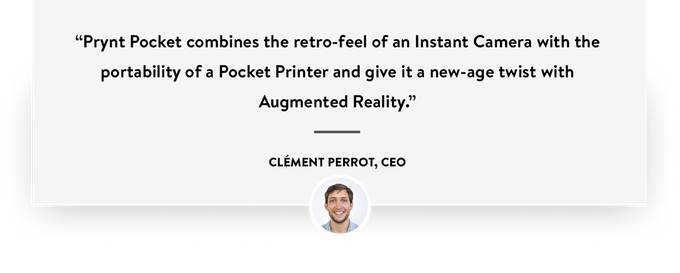 “Prynt Pocket combines the retro-feel of an Instant Camera with the
portability of a Pocket Printer and give it a new-age twist with
Augmented Reality.”
CLÉMENT PERROT, CEO